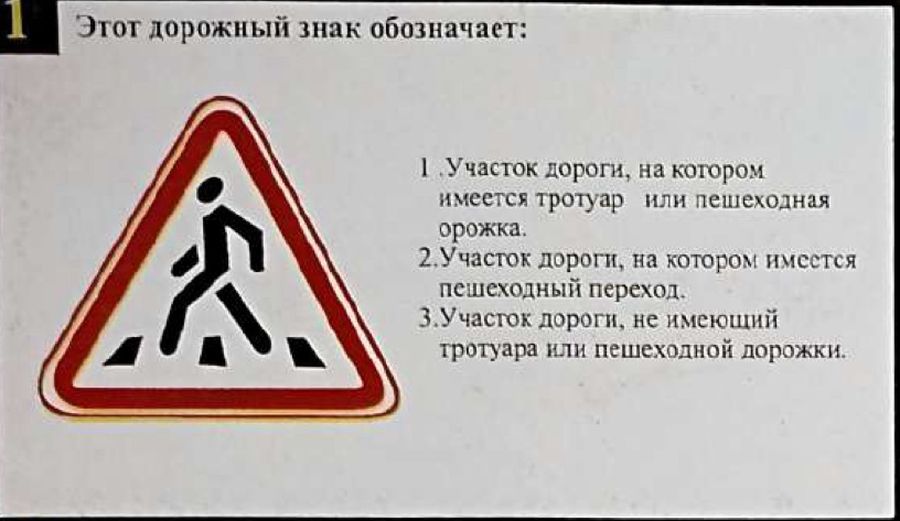 1 Этот дорожный знак обозначает:
1 .Участок дороги, на котором
имеется тротуар или пешеходная
орожка.
2.Участок дороги, на котором имеется
пешеходный переход.
3.Участок дороги, не имеющий
тротуара или пешеходной дорожки.